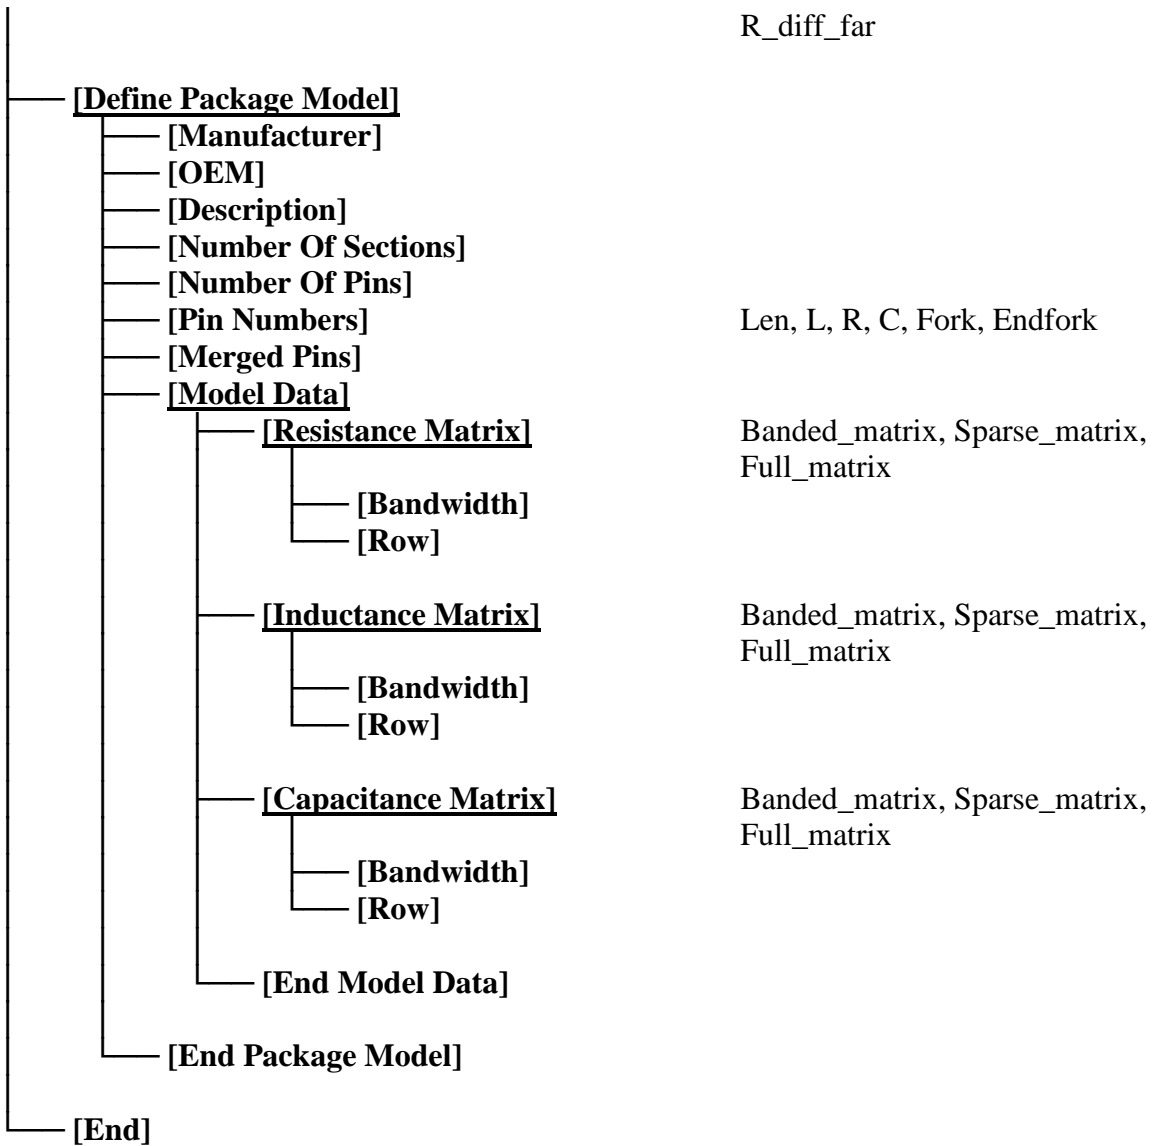 R_diff_far
[Define Package Model]
[Manufacturer]
[OEM]
[Description]
[Number Of Sections]
[Number Of Pins]
[Pin Numbers] Len, L, R, C, Fork, Endfork
[Merged Pins]
[Model Data]
[Resistance Matrix] Banded_matrix, Sparse_matrix,
Full_matrix
[Bandwidth]
[Row]
[Inductance Matrix] Banded_matrix, Sparse_matrix,
Full_matrix
[Bandwidth]
[Row]
[Capacitance Matrix] Banded_matrix, Sparse_matrix,
Full_matrix
[Bandwidth]
[Row]
[End Model Data]
[End Package Model]
[End]